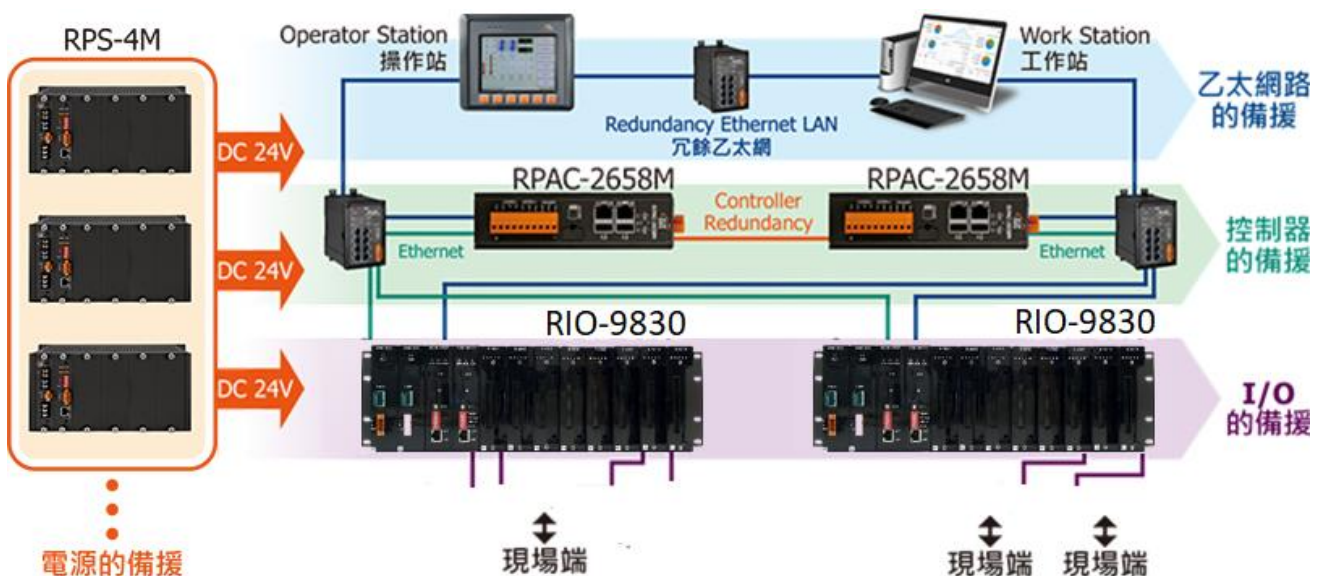 RPS-4M
DC 24V
DC 24V
DC 24V
電源的備援
Operator Station
操作站
Redundancy Ethernet LAN
冗餘乙太網
Work Station
工作站
乙太網路
的備援
RPAC-2658M
RPAC-2658M
Controller
Redundancy
Ethernet
Ethernet
控制器
的備援
RIO-9830
RIO-9830
I/O
的備援
現場端
現場端
現場端